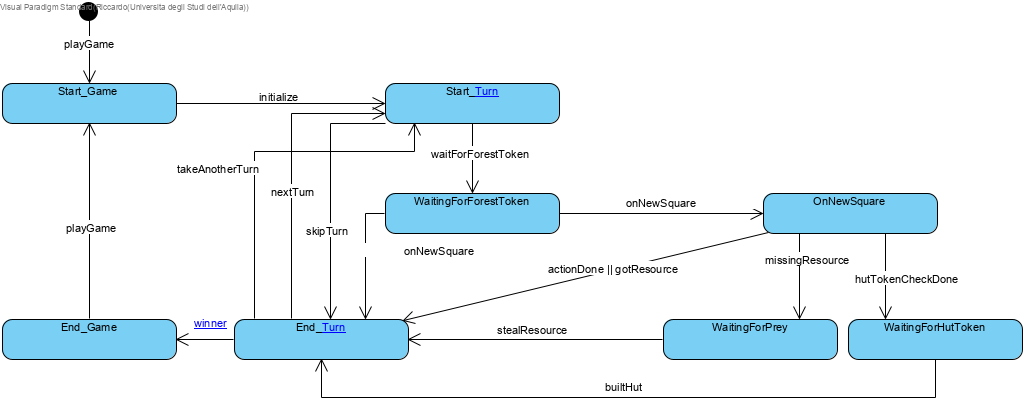 Visual Paradigm Standard(Riccardo(Universita degli Studi dell'Aquila))
playGame
Start_Game
initialize
Start_Turn
waitForForestToken
takeAnotherTurn
nextTurn
WaitingForForestToken
onNewSquare
OnNewSquare
playGame
skipTurn
onNewSquare
missingResource
actionDone || gotResource
hutTokenCheckDone
End_Game
winner
End_Turn
stealResource
WaitingForPrey
WaitingForHutToken
builtHut